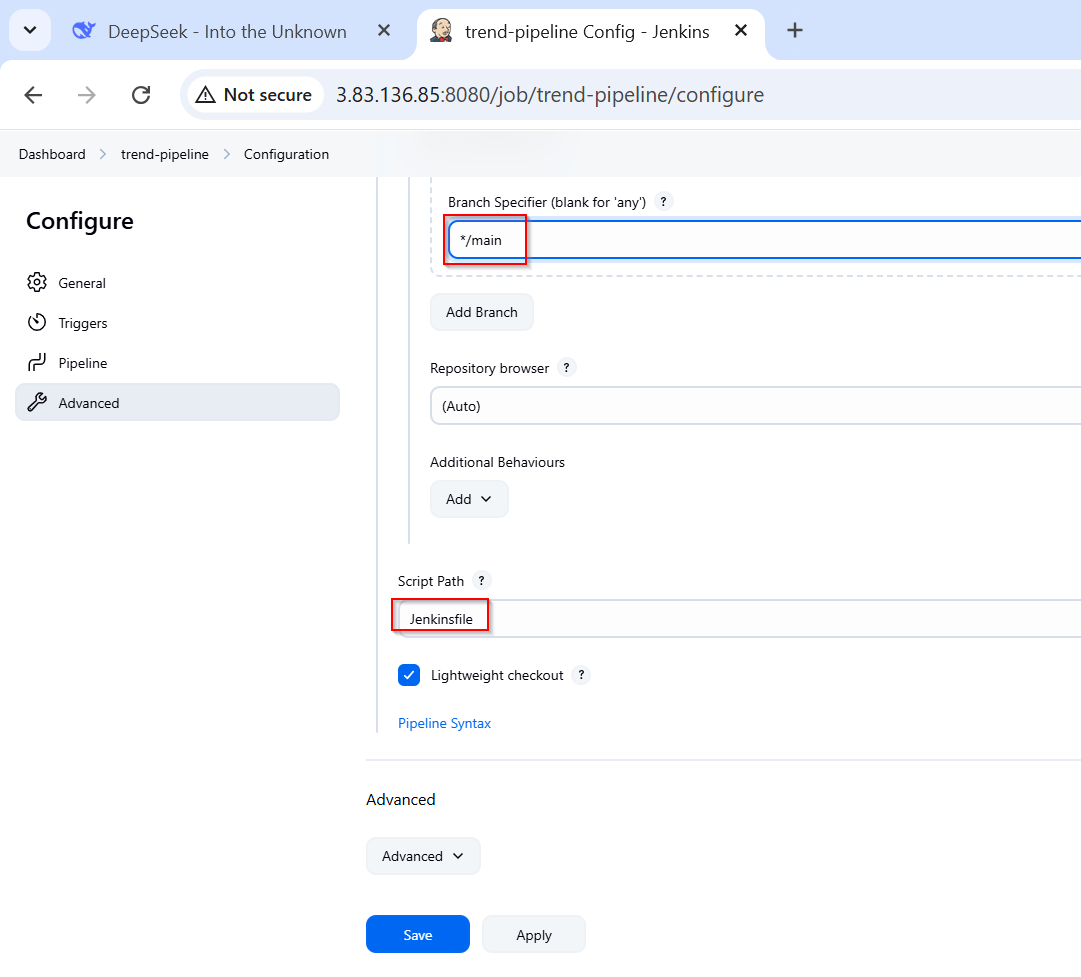 DeepSeek - Into the Unknown
trend-pipeline Config - Jenkins
Not secure
3.83.136.85:8080/job/trend-pipeline/configure
Dashboard
trend-pipeline
Configuration
Configure
General
Triggers
Pipeline
Advanced
Branch Specifier (blank for 'any') ?
*/main
Add Branch
Repository browser ?
(Auto)
Additional Behaviours
Add
Script Path ?
Jenkinsfile
Lightweight checkout ?
Pipeline Syntax
Advanced
Advanced
Save
Apply